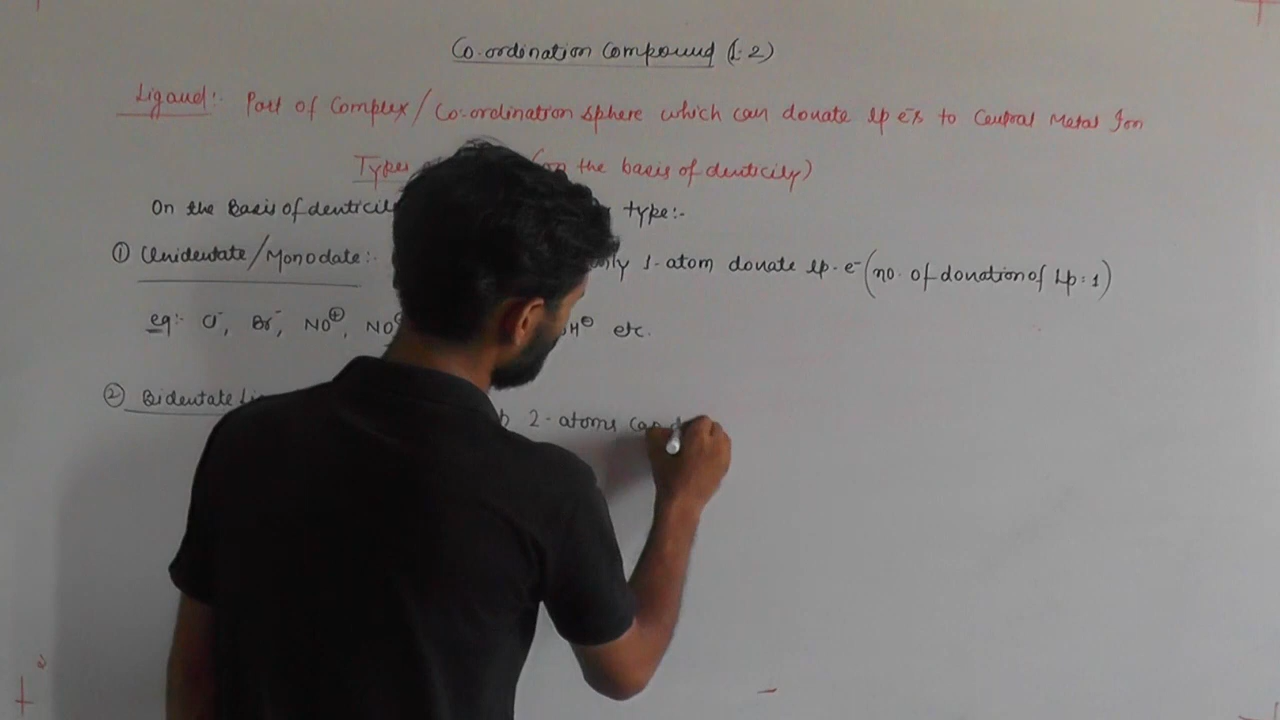 Co.ordination Compound (L.2)
Ligand:- Part of Complex/Co.ordination sphere which can donate lp e⁻s to Central Metal Ion
Types (on the basis of denticity)
On the Basis of denticity type:-
① Unidentate/Monodate:- only 1-atom donate lp.e⁻ (no. of donation of Lp=1)
eg:- Cl⁻, Br⁻, NO⊕, NO OH⊖ etc.
② Bidentate Li 2-atoms can